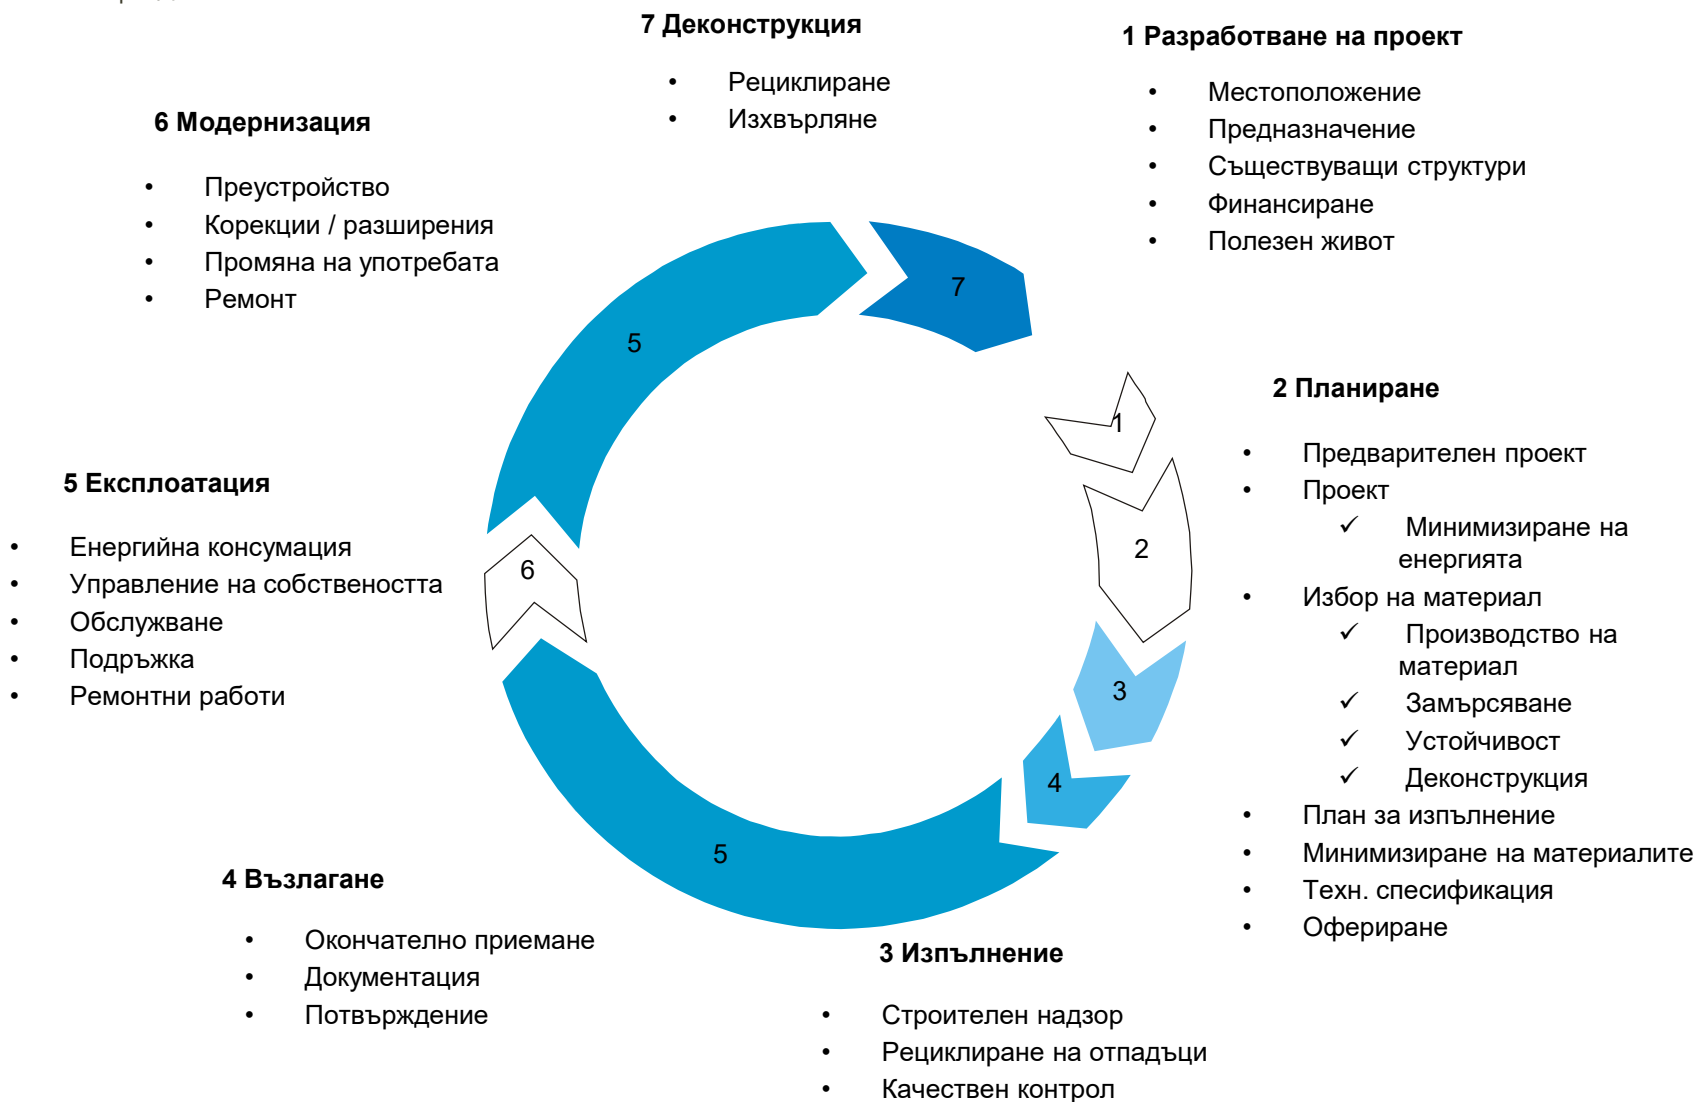 7 Деконструкция
• Рециклиране
• Изхвърляне
1 Разработване на проект
• Местоположение
• Предназначение
• Съществуващи структури
• Финансиране
• Полезен живот
6 Модернизация
• Преустройство
• Корекции / разширения
• Промяна на употребата
• Ремонт
7
5
1
2 Планиране
• Предварителен проект
• Проект
✓ Минимизиране на
енергията
• Избор на материал
✓ Производство на
материал
✓ Замърсяване
✓ Устойчивост
✓ Деконструкция
• План за изпълнение
• Минимизиране на материалите
• Техн. спесификация
• Офериране
5 Експлоатация
• Енергийна консумация
• Управление на собствеността
• Обслужване
• Подръжка
• Ремонтни работи
2
6
3
4
5
4 Възлагане
• Окончателно приемане
• Документация
• Потвърждение
3 Изпълнение
• Строителен надзор
• Рециклиране на отпадъци
• Качествен контрол